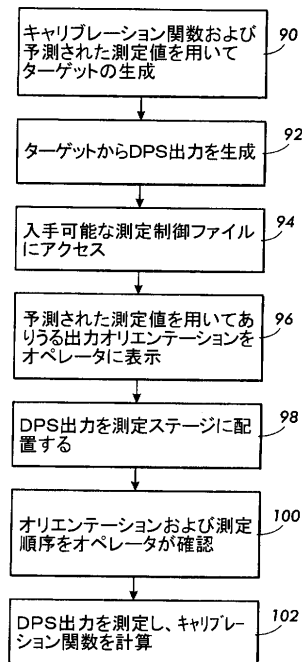 キャリブレーション関数および
予測された測定値を用いて
ターゲットの生成
90
ターゲットからDPS出力を生成
92
入手可能な測定制御ファイル
にアクセス
94
予測された測定値を用いてあ
りうる出力オリエンテーションを
オペレータに表示
96
DPS出力を測定ステージに配
置する
98
オリエンテーションおよび測定
順序をオペレータが確認
100
DPS出力を測定し、キャリブレー
ション関数を計算
102